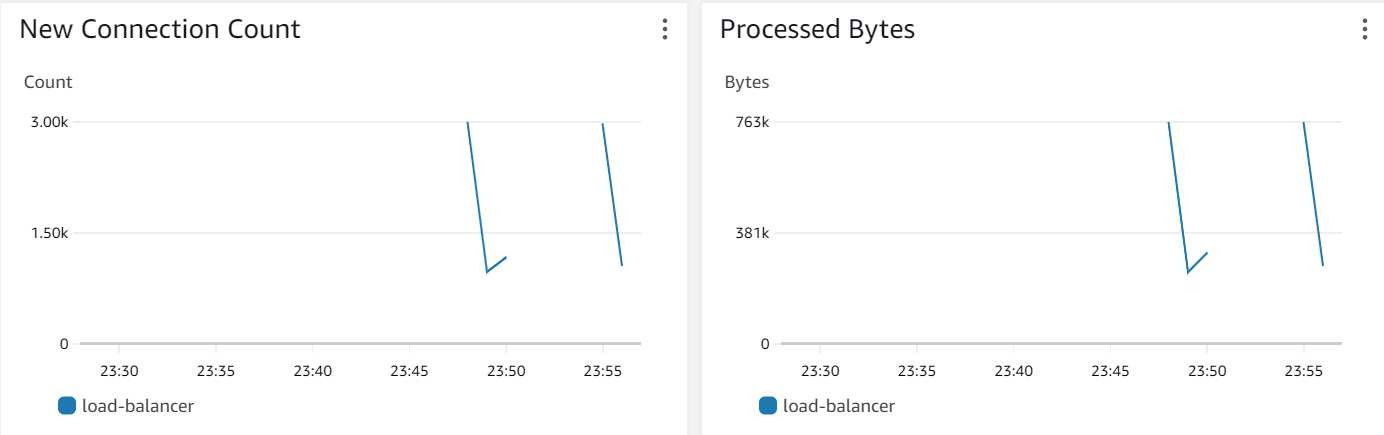 New Connection Count
Count
3.00k
1.50k
0
23:30 23:35 23:40 23:45 23:50 23:55
load-balancer
Processed Bytes
Bytes
763k
381k
0
23:30 23:35 23:40 23:45 23:50 23:55
load-balancer